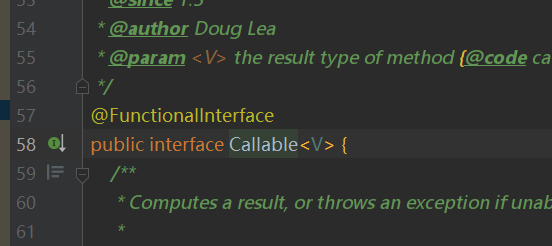 53 * @since 1.5
54 * @author Doug Lea
55 * @param <V> the result type of method {@code ca
56 */
57 @FunctionalInterface
58 public interface Callable<V> {
59 /**
60 * Computes a result, or throws an exception if unab
61 *